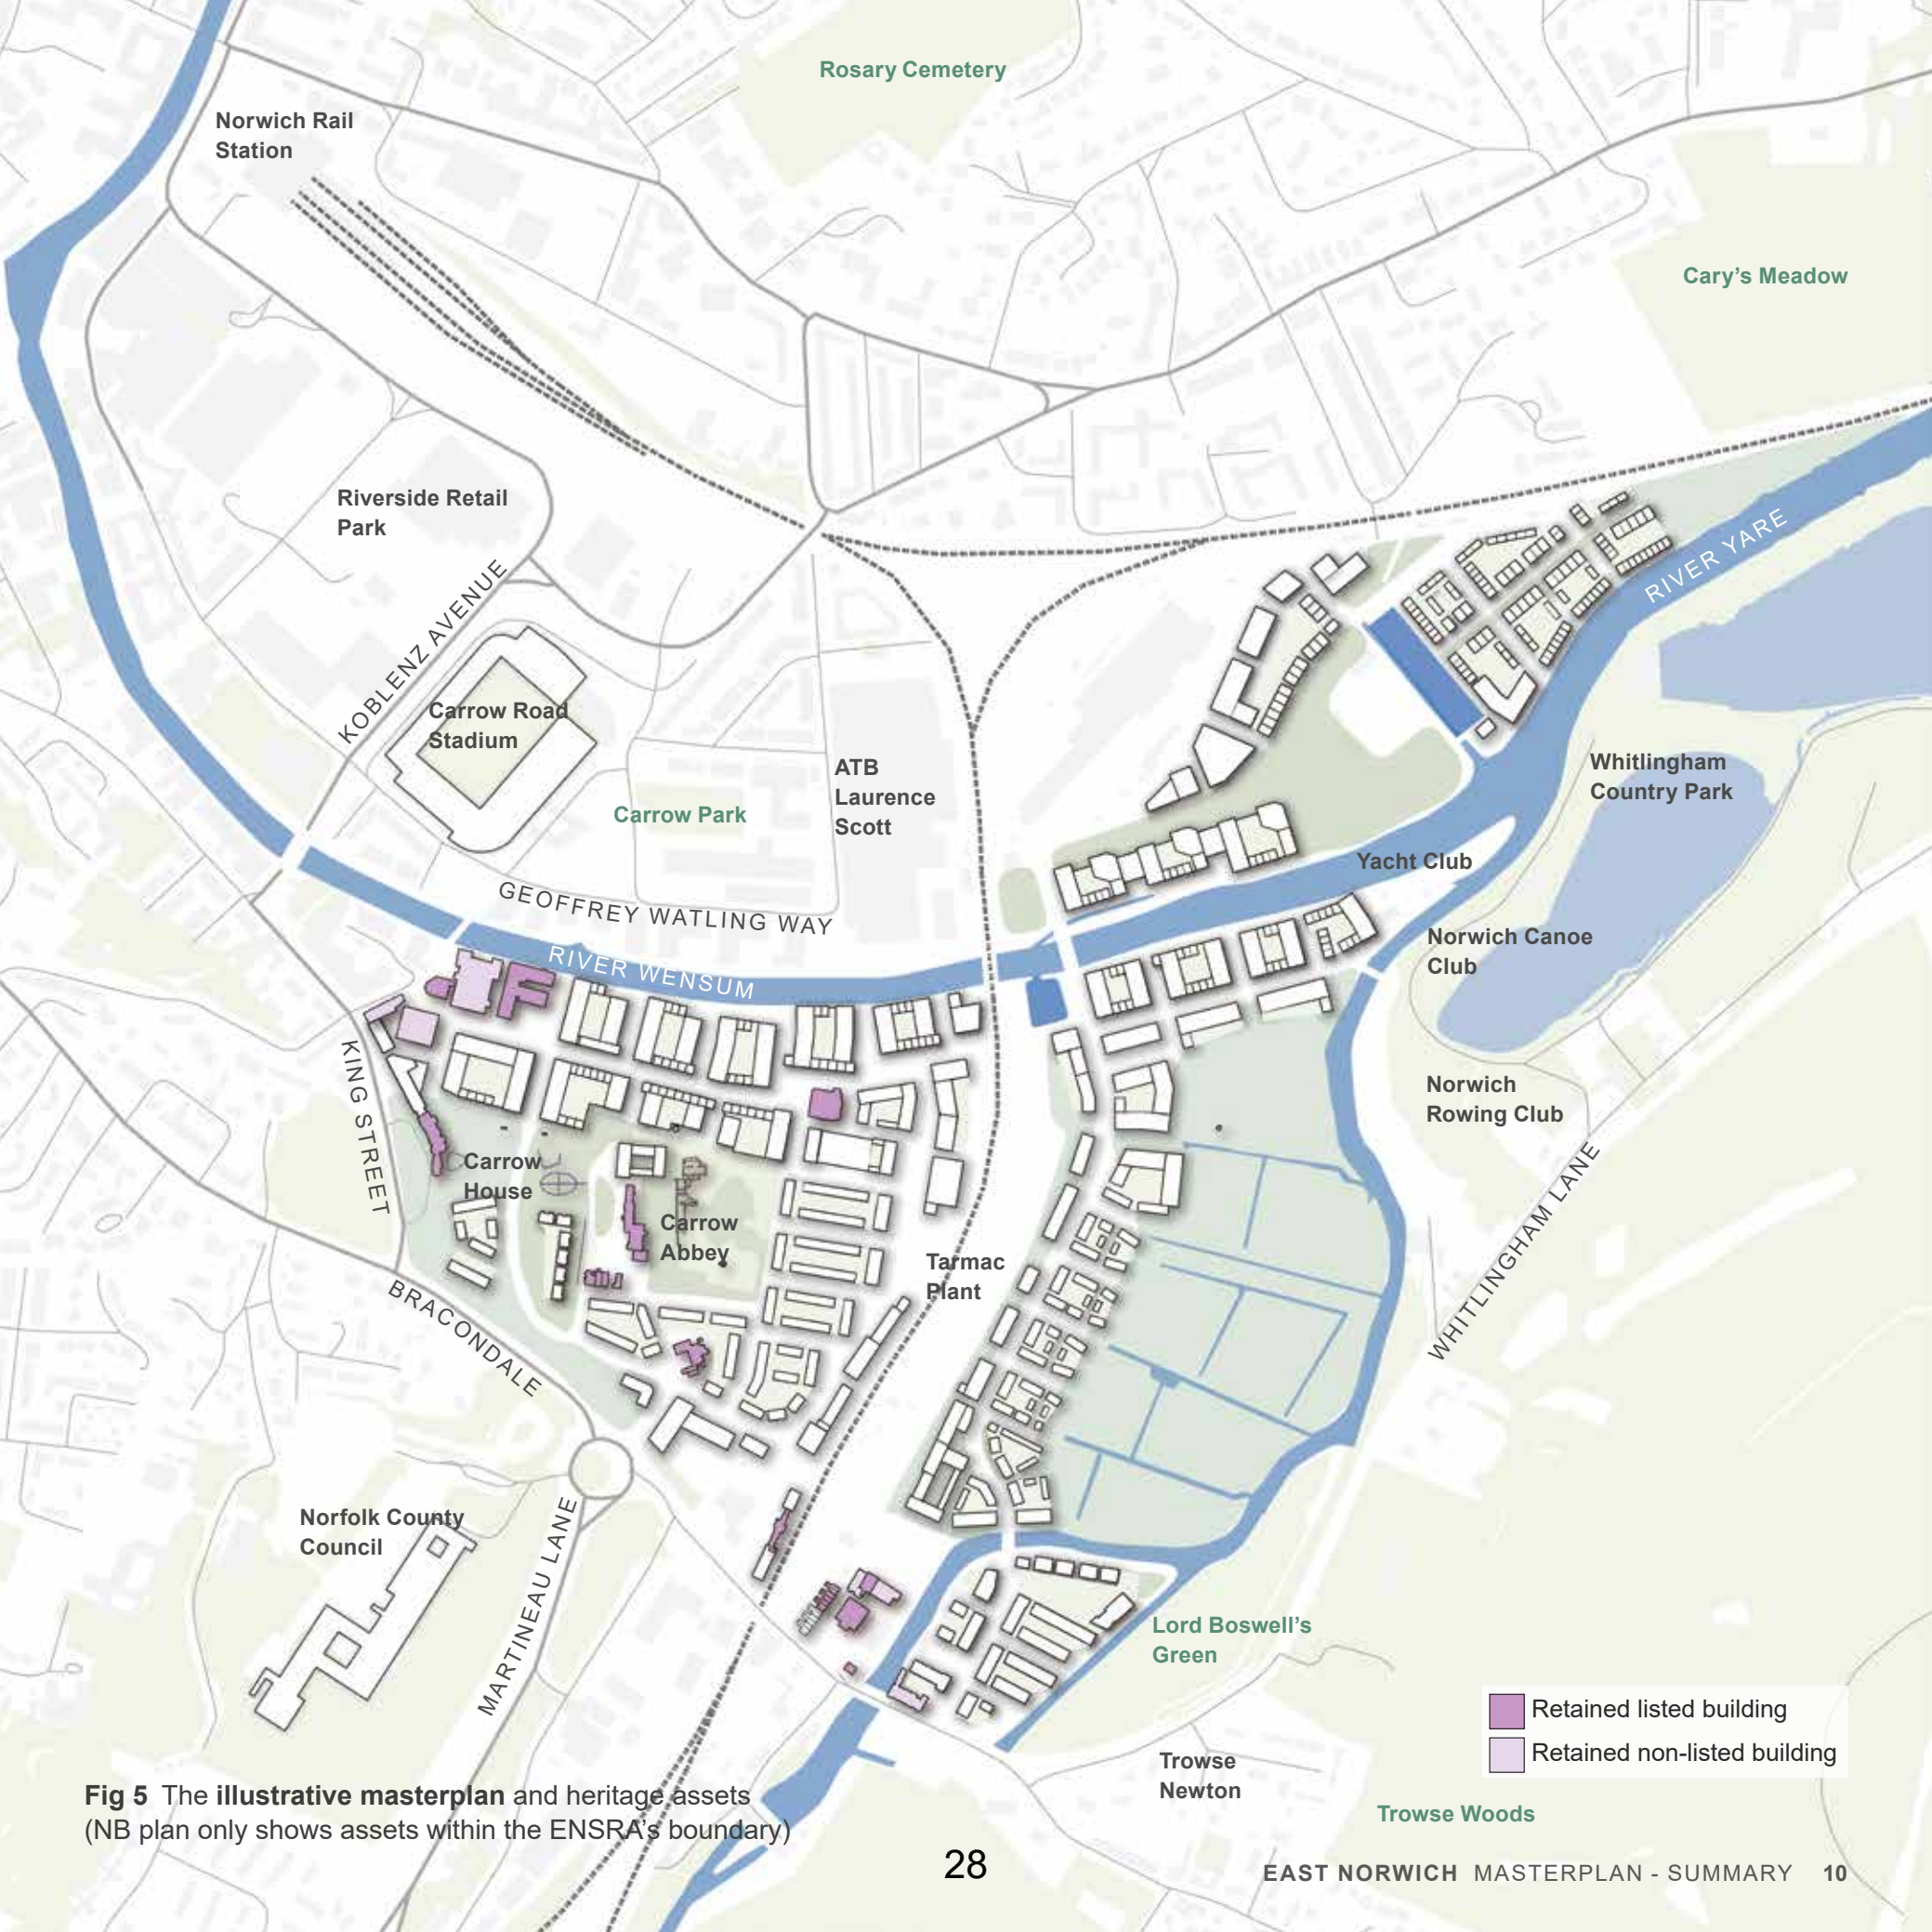 Rosary Cemetery
Norwich Rail
Station
Cary's Meadow
Riverside Retail
Park
RIVER YARE
KOBLENZ AVENUE
Carrow Road
Stadium
ATB
Laurence
Scott
Whitlingham
Country Park
Carrow Park
Yacht Club
GEOFFREY WATLING WAY
Norwich Canoe
Club
RIVER WENSUM
KING STREET
Norwich
Rowing Club
Carrow
House
WHITLINGHAM LANE
Carrow
Abbey
Tarmac
Plant
BRACONDALE
Norfolk County
Council
MARTINEAU LANE
Lord Boswell's
Green
Retained listed building
Retained non-listed building
Trowse
Newton
Trowse Woods
Fig 5 The illustrative masterplan and heritage assets
(NB plan only shows assets within the ENSRA's boundary)
28
EAST NORWICH MASTERPLAN - SUMMARY 10